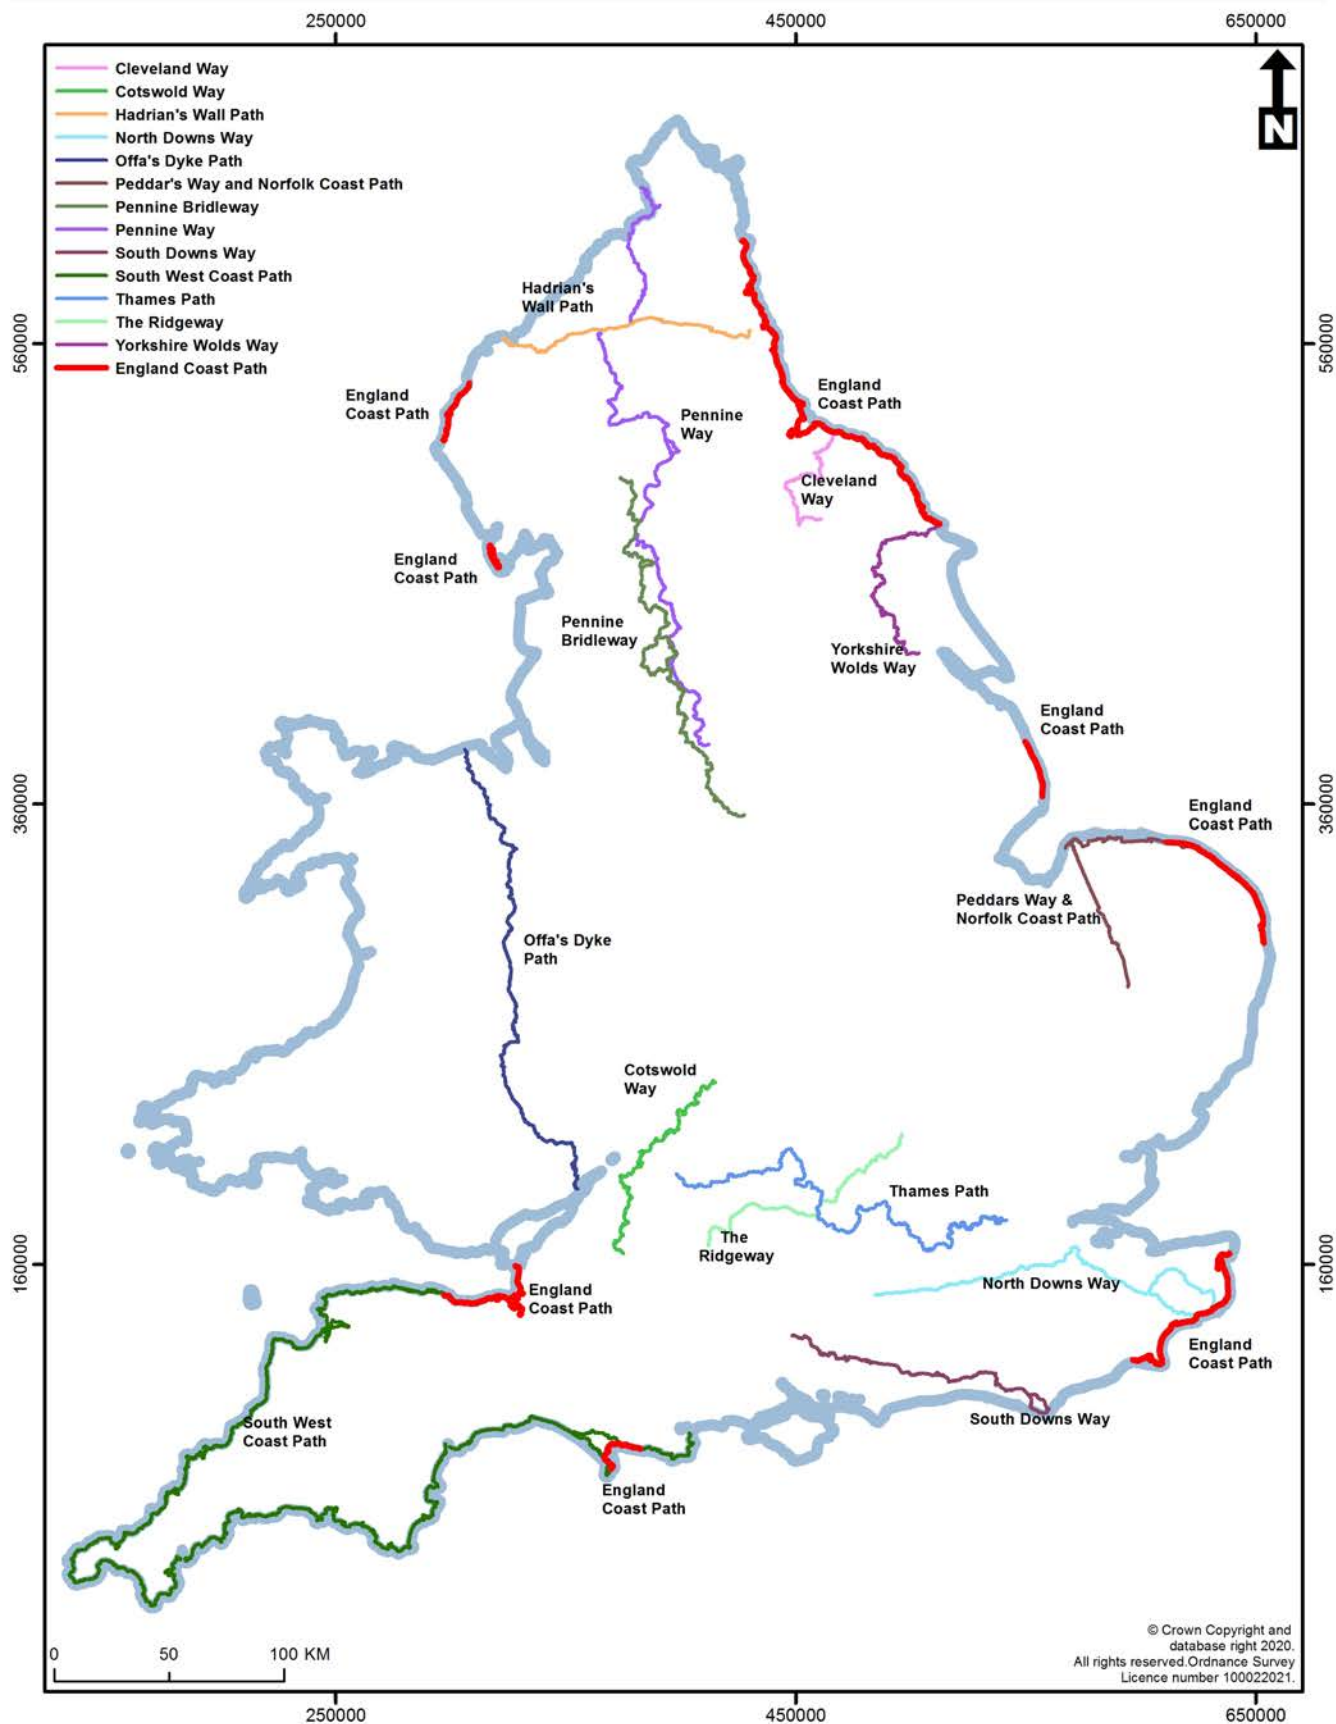 250000
450000
650000
Cleveland Way
Cotswold Way
Hadrian's Wall Path
North Downs Way
Offa's Dyke Path
Peddar's Way and Norfolk Coast Path
Pennine Bridleway
Pennine Way
South Downs Way
South West Coast Path
Thames Path
The Ridgeway
Yorkshire Wolds Way
England Coast Path
N
Hadrian's
Wall Path
560000
560000
England
Coast Path
England
Coast Path
Pennine
Way
Cleveland
Way
England
Coast Path
Pennine
Bridleway
Yorkshire
Wolds Way
England
Coast Path
360000
360000
England
Coast Path
Peddars Way &
Norfolk Coast Path
Offa's Dyke
Path
Cotswold
Way
Thames Path
The
Ridgeway
160000
160000
North Downs Way
England
Coast Path
England
Coast Path
South West
Coast Path
South Downs Way
England
Coast Path
© Crown Copyright and
database right 2020.
All rights reserved.Ordnance Survey
Licence number 100022021.
0 50 100 KM
250000
450000
650000